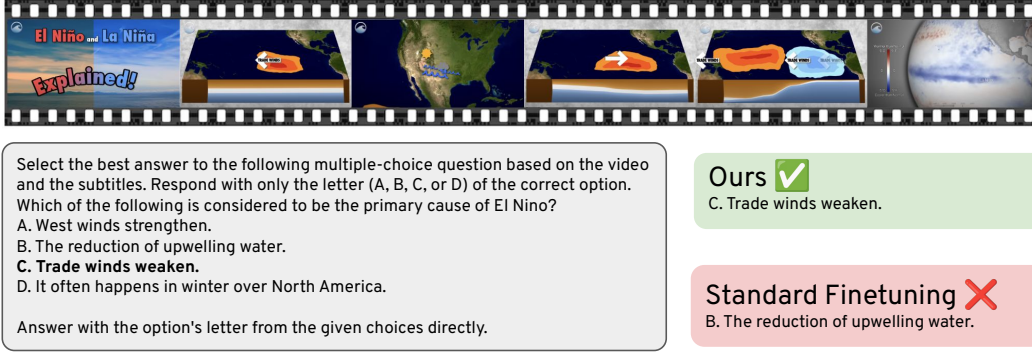 El Niño and La Niña
Explained!
TRADE WINDS
TRADE WINDS
TRADE WINDS
Select the best answer to the following multiple-choice question based on the video
and the subtitles. Respond with only the letter (A, B, C, or D) of the correct option.
Which of the following is considered to be the primary cause of El Nino?
A. West winds strengthen.
B. The reduction of upwelling water.
C. Trade winds weaken.
D. It often happens in winter over North America.
Answer with the option's letter from the given choices directly.
Ours ✅
C. Trade winds weaken.
Standard Finetuning ❌
B. The reduction of upwelling water.